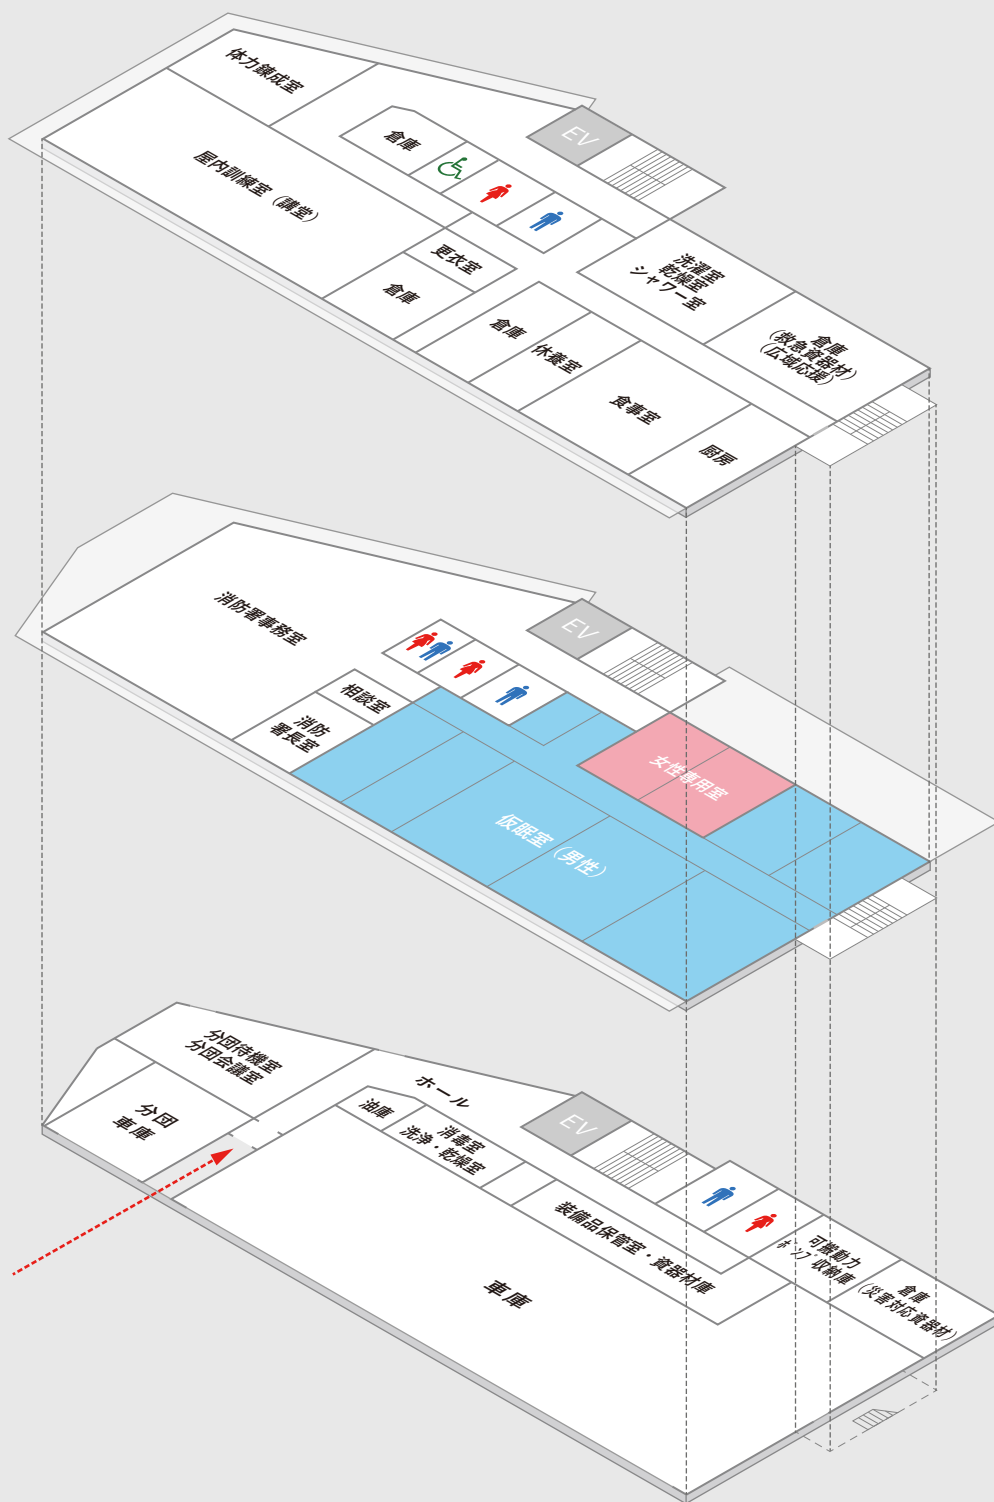 体力錬成室
EV
倉庫
屋内訓練室（講堂）
更衣室
倉庫
洗濯室
乾燥室
シャワー室
倉庫
休養室
倉庫
（救急資器材）
（広域応援）
食事室
厨房
EV
消防署事務室
相談室
消防
署長室
女性専用室
仮眠室（男性）
分団待機室
分団会議室
ホール
分団
車庫
油庫
消毒室
洗浄・乾燥室
EV
装備品保管室・資器材庫
可搬動力
ポンプ収納庫
倉庫
（災害対応資器材）
車庫